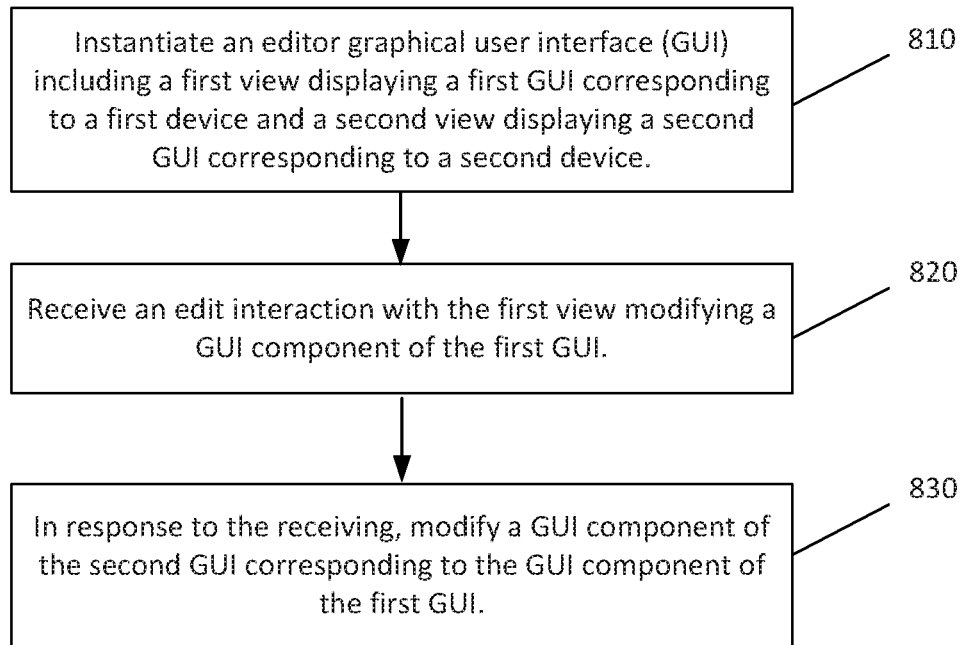 Instantiate an editor graphical user interface (GUI)
including a first view displaying a first GUI corresponding
to a first device and a second view displaying a second
GUI corresponding to a second device.
810
Receive an edit interaction with the first view modifying a
GUI component of the first GUI.
820
In response to the receiving, modify a GUI component of
the second GUI corresponding to the GUI component of
the first GUI.
830